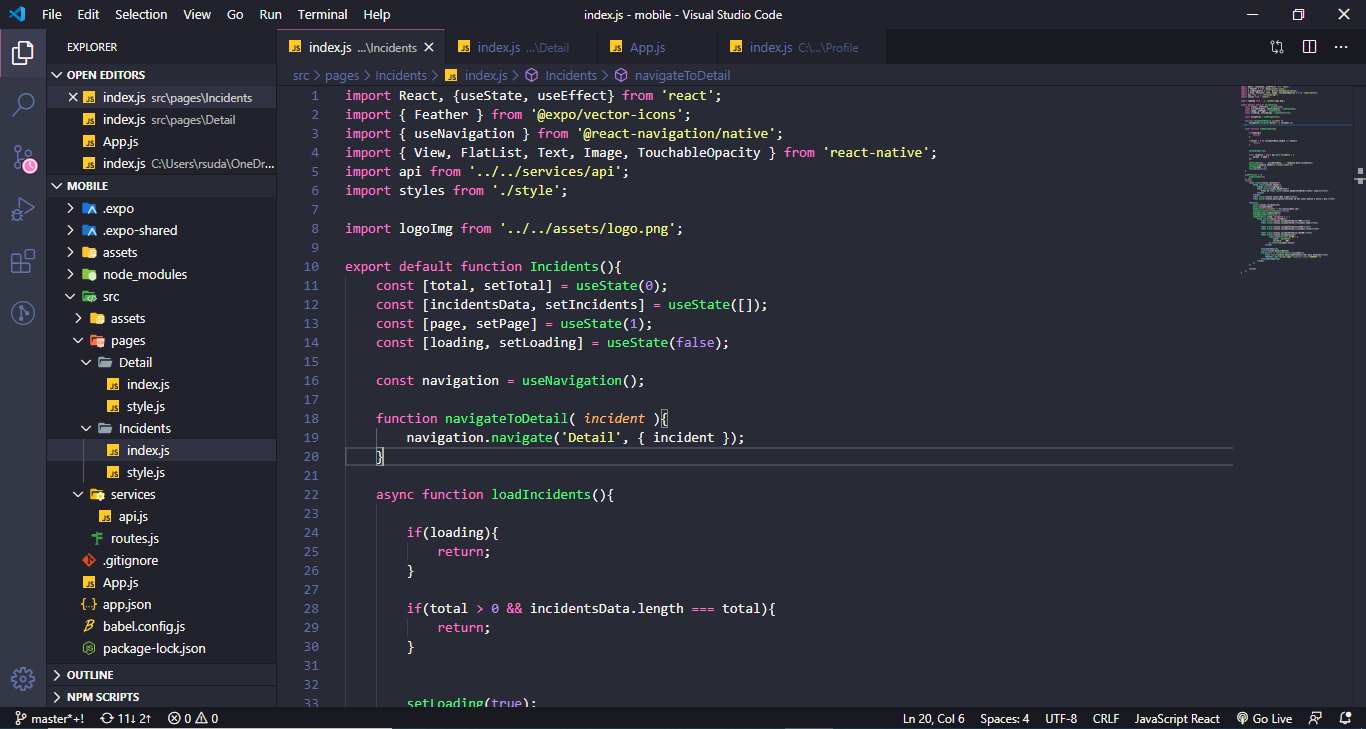 File Edit Selection View Go Run Terminal Help index.js - mobile - Visual Studio Code
EXPLORER
OPEN EDITORS
index.js src\pages\Incidents
index.js src\pages\Detail
App.js
index.js C:\Users\rsuda\OneDr...
MOBILE
.expo
.expo-shared
assets
node_modules
src
assets
pages
Detail
index.js
style.js
Incidents
index.js
style.js
services
api.js
routes.js
.gitignore
App.js
app.json
babel.config.js
package-lock.json
OUTLINE
NPM SCRIPTS
index.js ...\Incidents index.js ...\Detail App.js index.js C:\...\Profile
src > pages > Incidents > index.js > Incidents > navigateToDetail
1 import React, {useState, useEffect} from 'react';
2 import { Feather } from '@expo/vector-icons';
3 import { useNavigation } from '@react-navigation/native';
4 import { View, FlatList, Text, Image, TouchableOpacity } from 'react-native';
5 import api from '../../services/api';
6 import styles from './style';
7
8 import logoImg from '../../assets/logo.png';
9
10 export default function Incidents(){
11 const [total, setTotal] = useState(0);
12 const [incidentsData, setIncidents] = useState([]);
13 const [page, setPage] = useState(1);
14 const [loading, setLoading] = useState(false);
15
16 const navigation = useNavigation();
17
18 function navigateToDetail( incident ){
19 navigation.navigate('Detail', { incident });
20 }
21
22 async function loadIncidents(){
23
24 if(loading){
25 return;
26 }
27
28 if(total > 0 && incidentsData.length === total){
29 return;
30 }
31
32
33 setLoading(true);
master*+! 11↓ 2↑ 0 0 Ln 20, Col 6 Spaces: 4 UTF-8 CRLF JavaScript React Go Live